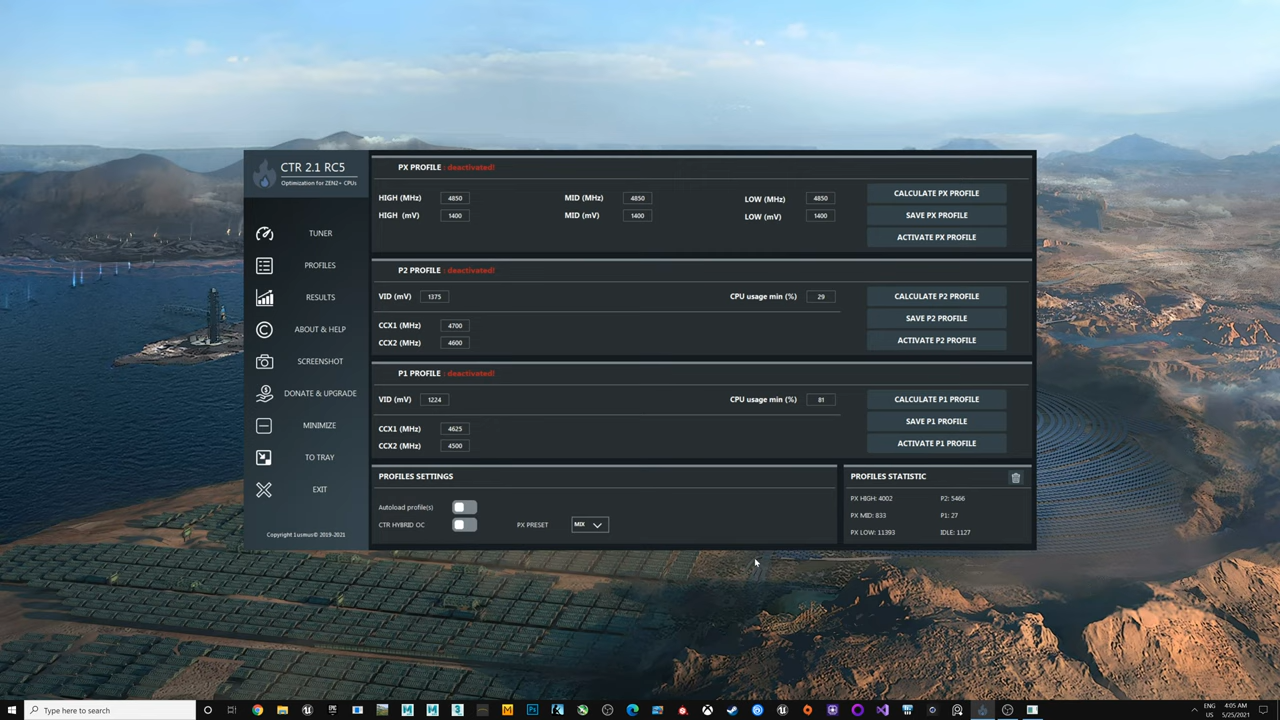 CTR 2.1 RC5
Optimization for ZEN2+ CPUs
TUNER
PROFILES
RESULTS
ABOUT & HELP
SCREENSHOT
DONATE & UPGRADE
MINIMIZE
TO TRAY
EXIT
Copyright 1usmus© 2019-2021
PX PROFILE : deactivated!
HIGH (MHz) 4850 MID (MHz) 4850 LOW (MHz) 4850
HIGH (mV) 1400 MID (mV) 1400 LOW (mV) 1400
CALCULATE PX PROFILE
SAVE PX PROFILE
ACTIVATE PX PROFILE
P2 PROFILE : deactivated!
VID (mV) 1375 CPU usage min (%) 29
CCX1 (MHz) 4700
CCX2 (MHz) 4600
CALCULATE P2 PROFILE
SAVE P2 PROFILE
ACTIVATE P2 PROFILE
P1 PROFILE : deactivated!
VID (mV) 1224 CPU usage min (%) 81
CCX1 (MHz) 4625
CCX2 (MHz) 4500
CALCULATE P1 PROFILE
SAVE P1 PROFILE
ACTIVATE P1 PROFILE
PROFILES SETTINGS
Autoload profile(s)
CTR HYBRID OC PX PRESET MIX
PROFILES STATISTIC
PX HIGH: 4002 P2: 5466
PX MID: 833 P1: 27
PX LOW: 11393 IDLE: 1127
Type here to search
ENG
US
4:05 AM
5/25/2021